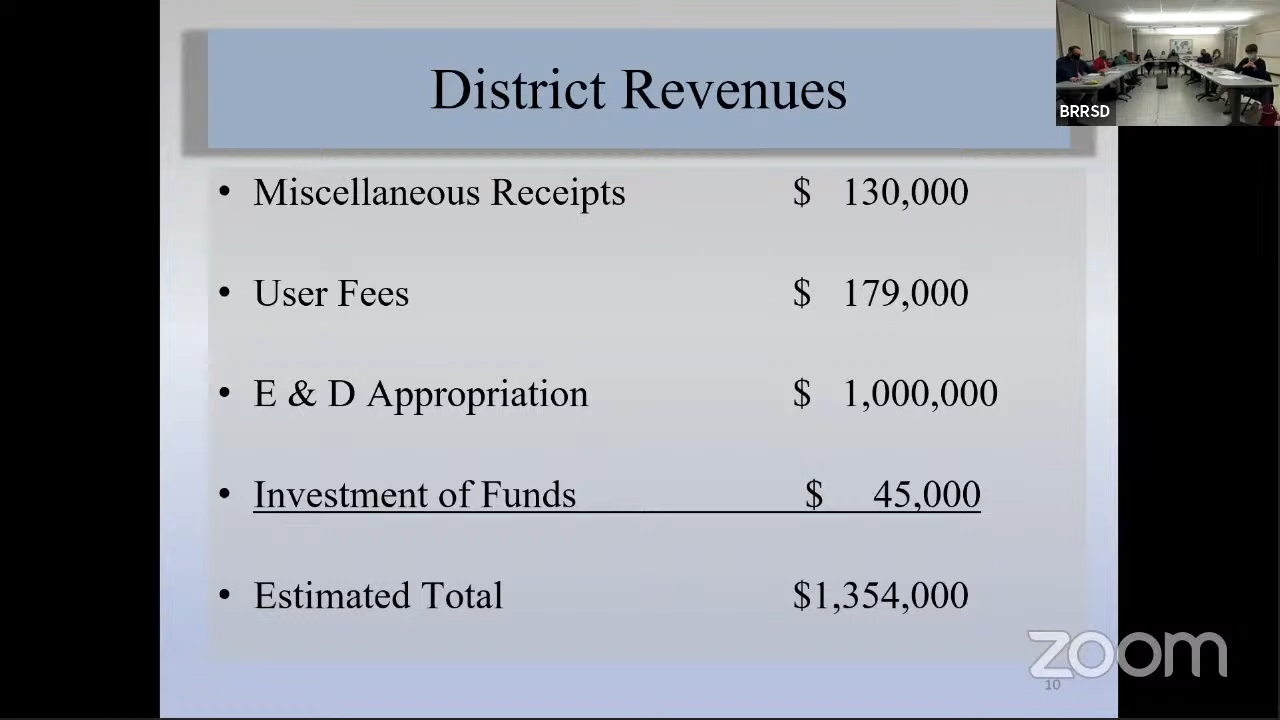 District Revenues
BRRSD
• Miscellaneous Receipts $ 130,000
• User Fees $ 179,000
• E & D Appropriation $ 1,000,000
• Investment of Funds $ 45,000
• Estimated Total $1,354,000
zoom
10